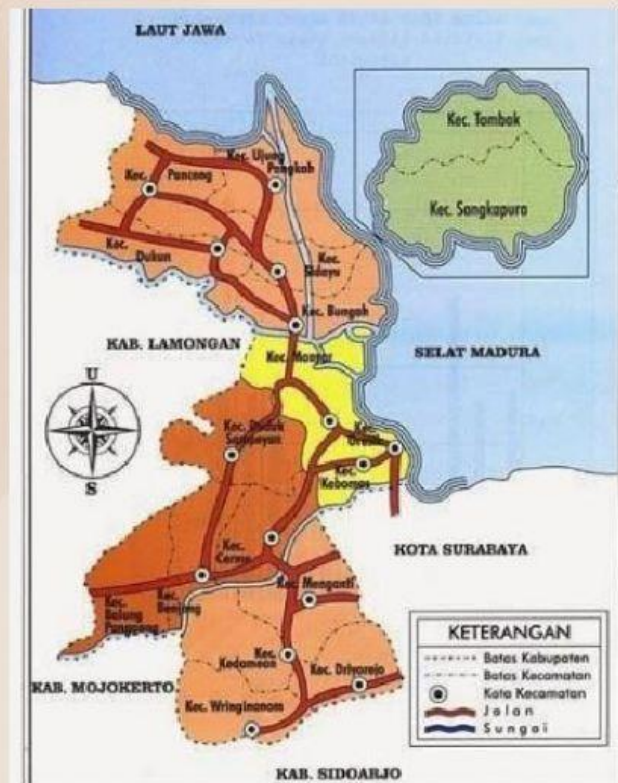 LAUT JAWA
Kec. Tambak
Kec. Sangkapura
Kec. Ujung
Pangkah
Kec. Panceng
Kec.
Dukun
Kec.
Sidayu
Kec. Bungah
KAB. LAMONGAN
Kec. Manyar
SELAT MADURA
U
S
Kec. Duduk
Sampeyan
Kec.
Gresik
Kec.
Kebomas
KOTA SURABAYA
Kec.
Cerme
Kec. Menganti
Kec.
Balung
Panggang
Kec.
Benjeng
KETERANGAN
Batas Kabupaten
Batas Kecamatan
Kota Kecamatan
Jalan
Sungai
Kec.
Kedamean
Kec. Driyorejo
KAB. MOJOKERTO
Kec. Wringinanom
KAB. SIDOARJO